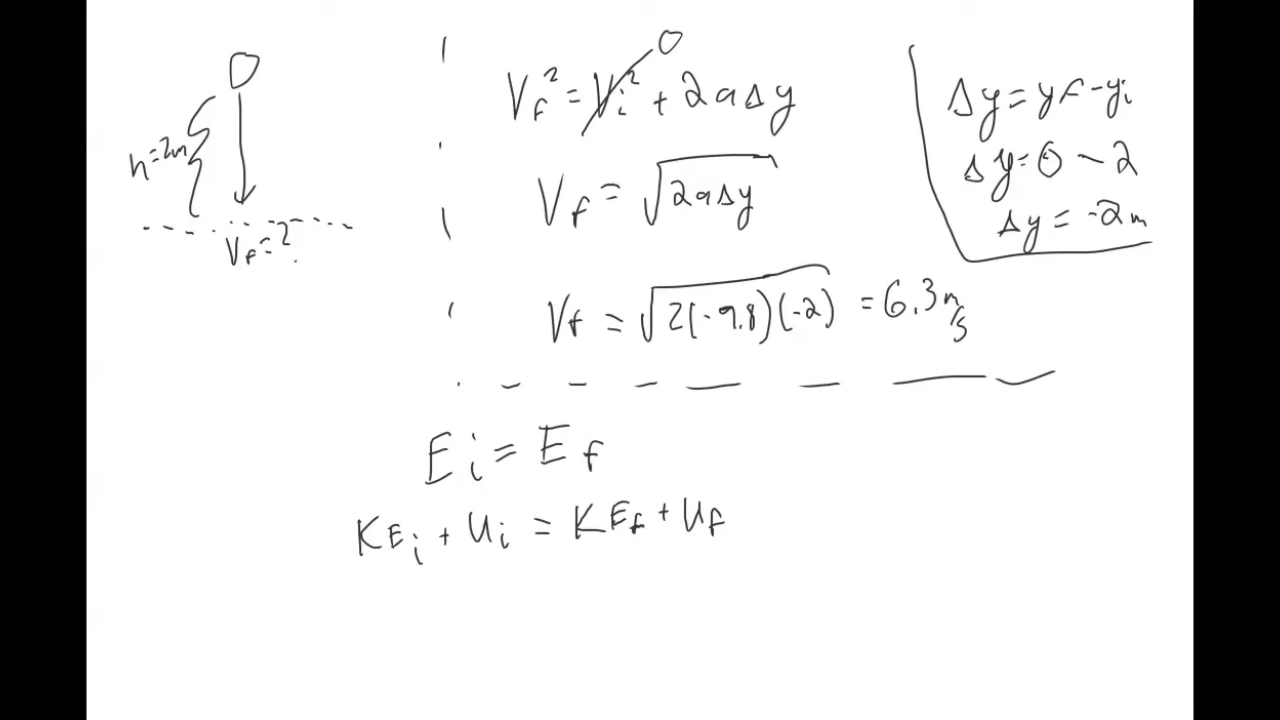 h=2m
Vf=?
Vf²=Vi²+2aΔy
0
Vf=√2aΔy
Vf=√2(-9.8)(-2) =6.3m/s
Δy=yf-yi
Δy=0-2
Δy=-2m
Ei=Ef
KEi+Ui=KEf+Uf